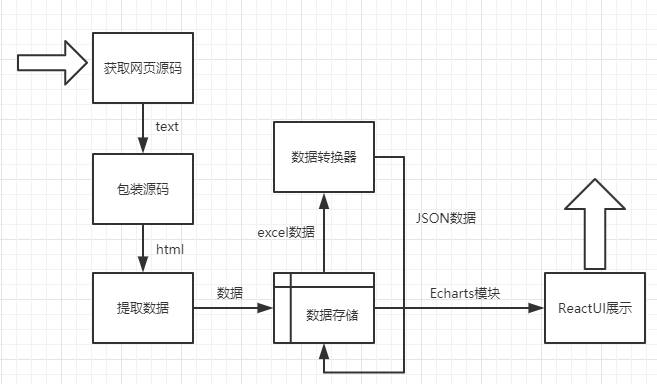 获取网页源码
text
包装源码
html
提取数据
数据
数据转换器
excel数据
JSON数据
数据存储
Echarts模块
ReactUI展示